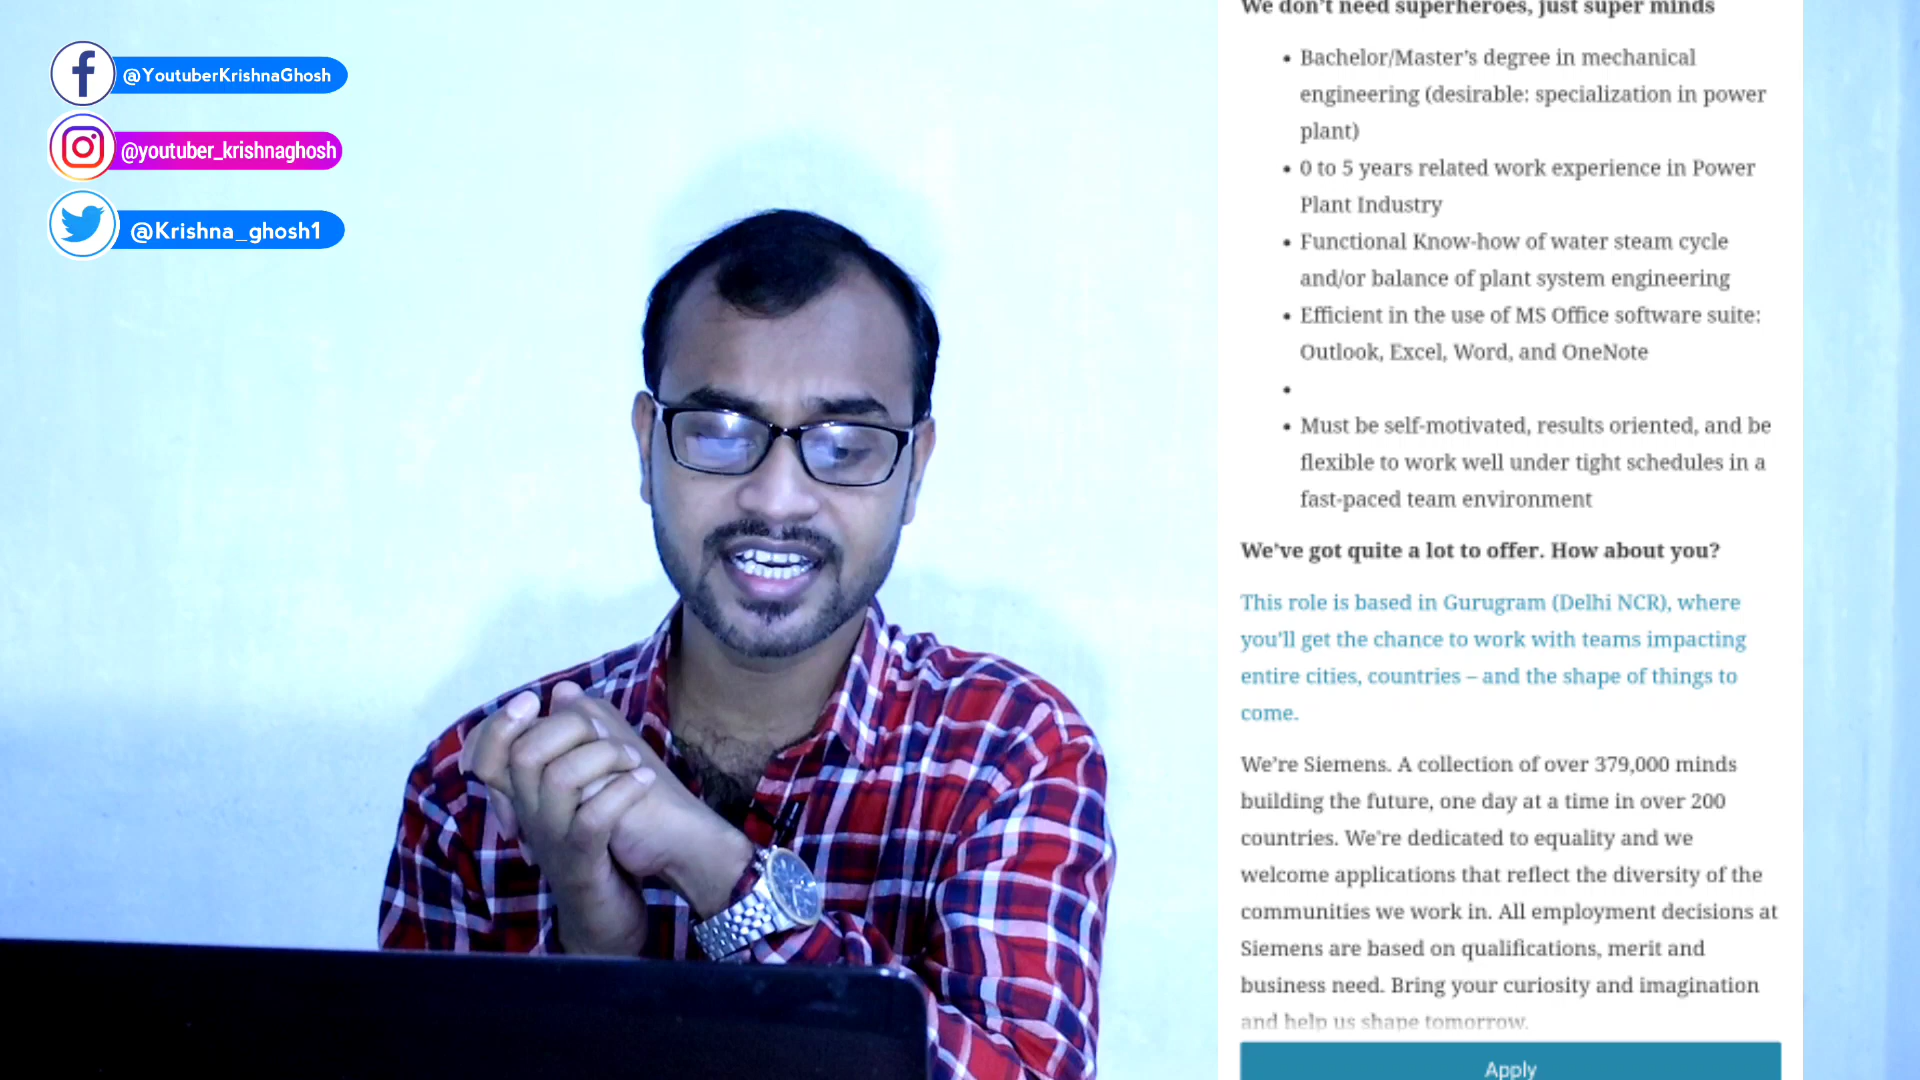 @YoutuberKrishnaGhosh
@youtuber_krishnaghosh
@Krishna_ghosh1
We don't need superheroes, just super minds
• Bachelor/Master's degree in mechanical
engineering (desirable: specialization in power
plant)
• 0 to 5 years related work experience in Power
Plant Industry
• Functional Know-how of water steam cycle
and/or balance of plant system engineering
• Efficient in the use of MS Office software suite:
Outlook, Excel, Word, and OneNote
•
• Must be self-motivated, results oriented, and be
flexible to work well under tight schedules in a
fast-paced team environment
We've got quite a lot to offer. How about you?
This role is based in Gurugram (Delhi NCR), where
you'll get the chance to work with teams impacting
entire cities, countries – and the shape of things to
come.
We're Siemens. A collection of over 379,000 minds
building the future, one day at a time in over 200
countries. We're dedicated to equality and we
welcome applications that reflect the diversity of the
communities we work in. All employment decisions at
Siemens are based on qualifications, merit and
business need. Bring your curiosity and imagination
and help us shape tomorrow.
Apply